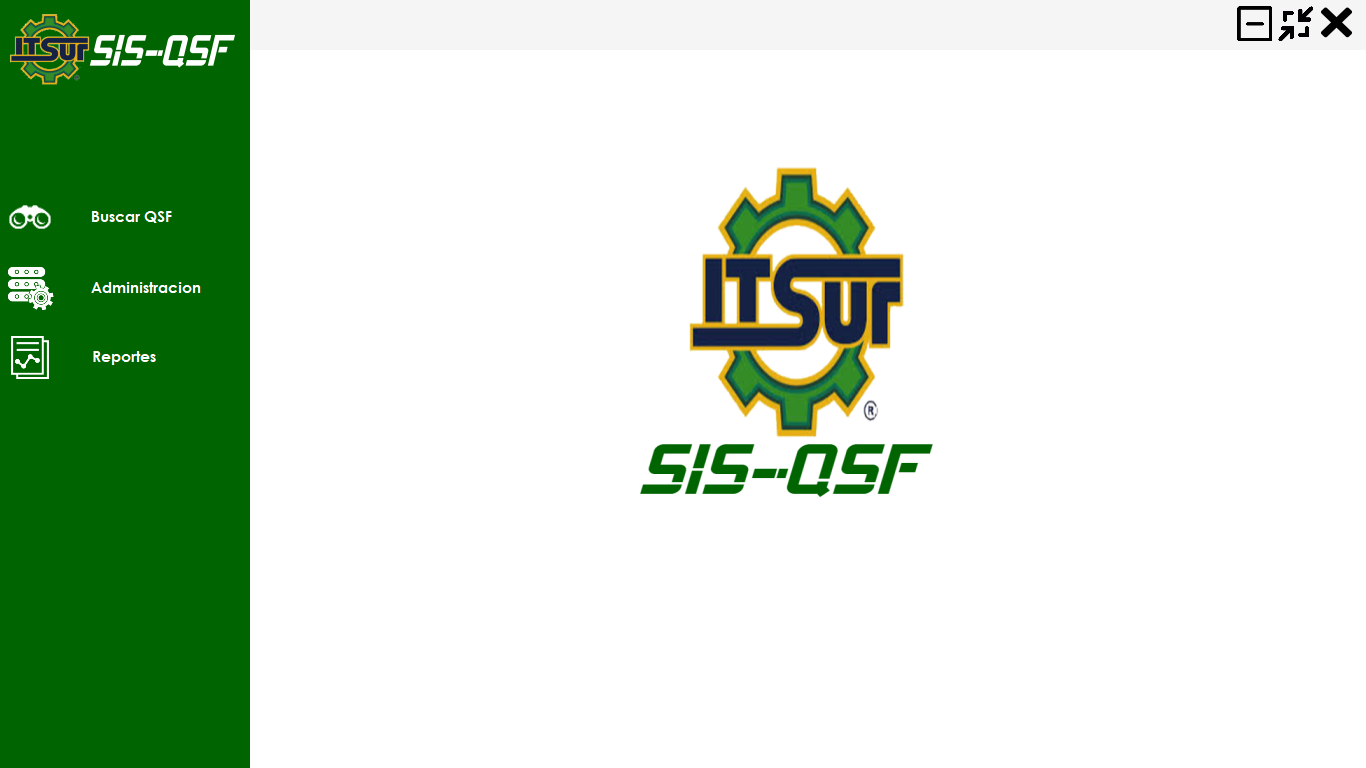 ITSur SIS-QSF
Buscar QSF
Administracion
Reportes
ITSur
®
SIS-QSF